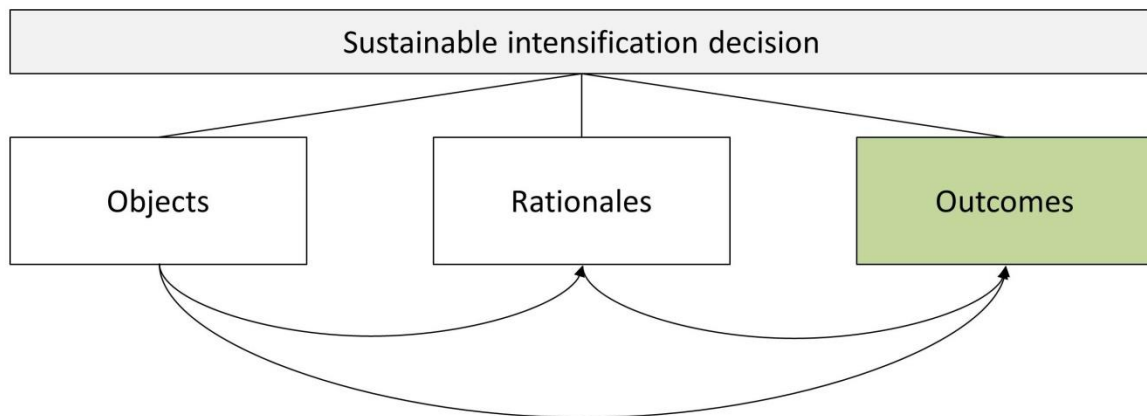 Sustainable intensification decision
Objects
Rationales
Outcomes